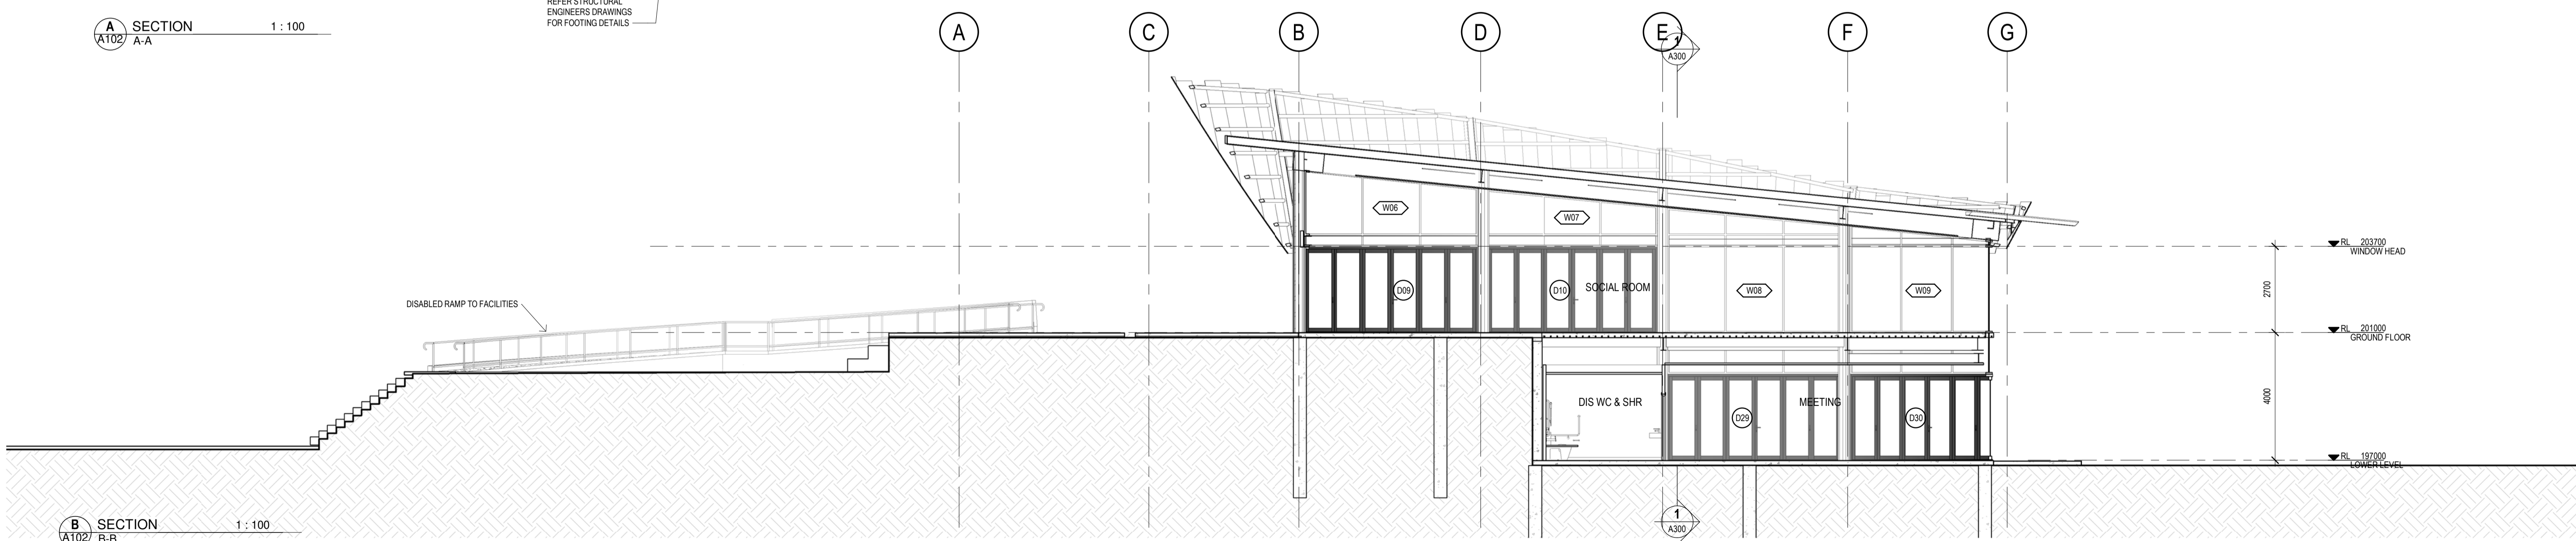 REFER STRUCTURAL
ENGINEERS DRAWINGS
FOR FOOTING DETAILS
A SECTION 1 : 100
A102 A-A
A C B D E F G
1
A300
W06
W07
RL 203700
WINDOW HEAD
2700
D09 D10 SOCIAL ROOM W08 W09
DISABLED RAMP TO FACILITIES
RL 201000
GROUND FLOOR
4000
DIS WC & SHR MEETING
D29 D30
RL 197000
LOWER LEVEL
1
A300
B SECTION 1 : 100
A102 B-B